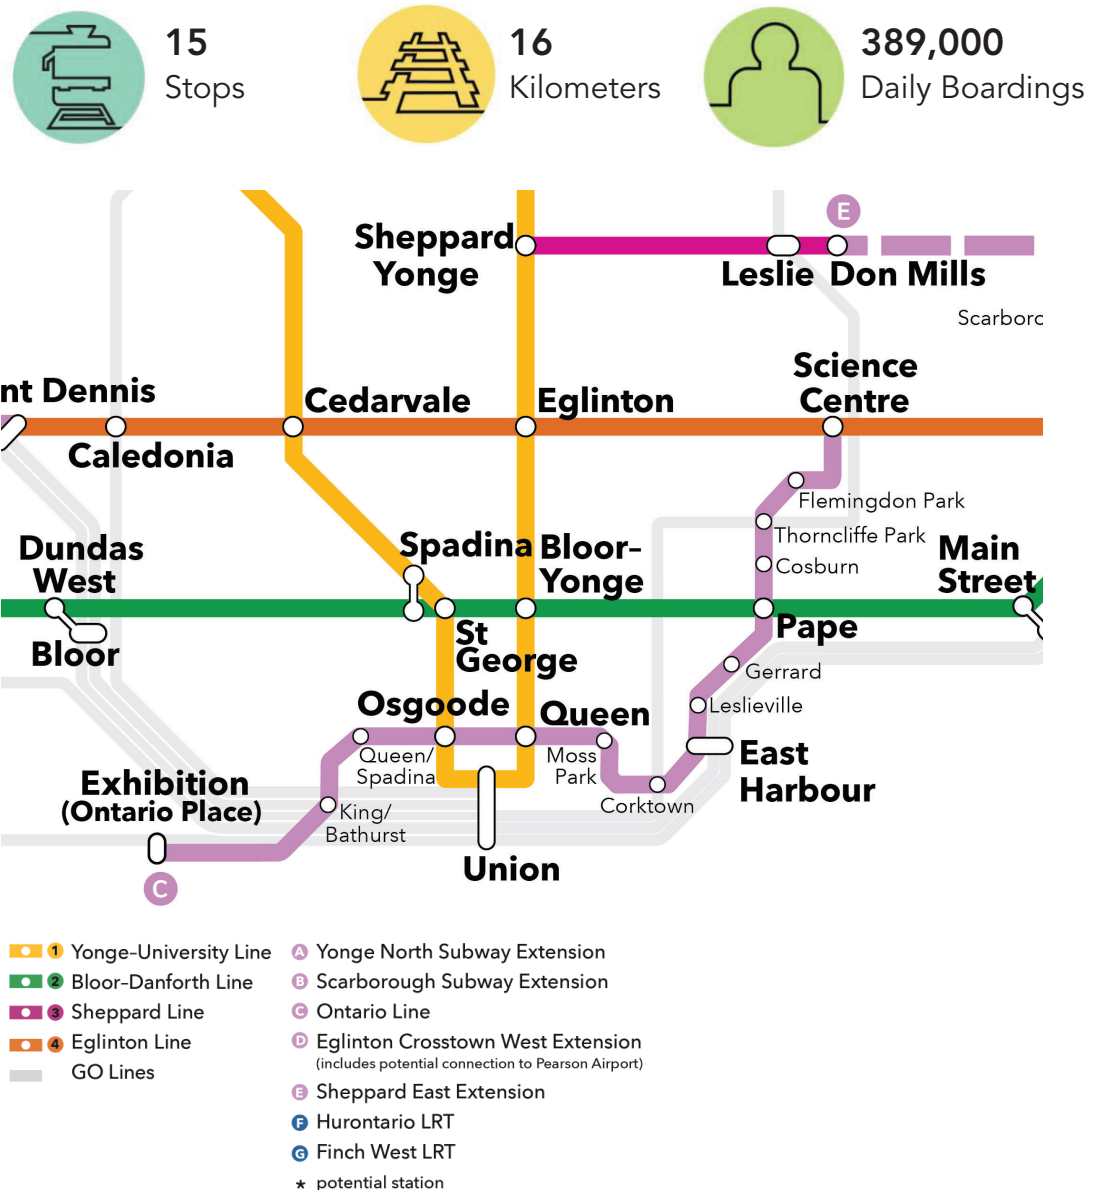 15
Stops
16
Kilometers
389,000
Daily Boardings
E
Sheppard
Yonge
Leslie
Don Mills
Scarborc
Science
Centre
nt Dennis
Cedarvale
Eglinton
Caledonia
Flemingdon Park
Thorncliffe Park
Cosburn
Dundas
West
Spadina
Bloor–
Yonge
Main
Street
Bloor
St
George
Pape
Gerrard
Leslieville
Osgoode
Queen
Queen/
Spadina
Moss
Park
East
Harbour
Exhibition
(Ontario Place)
King/
Bathurst
Corktown
Union
C
1 Yonge–University Line
2 Bloor–Danforth Line
3 Sheppard Line
4 Eglinton Line
GO Lines
A Yonge North Subway Extension
B Scarborough Subway Extension
C Ontario Line
D Eglinton Crosstown West Extension
(includes potential connection to Pearson Airport)
E Sheppard East Extension
F Hurontario LRT
G Finch West LRT
* potential station